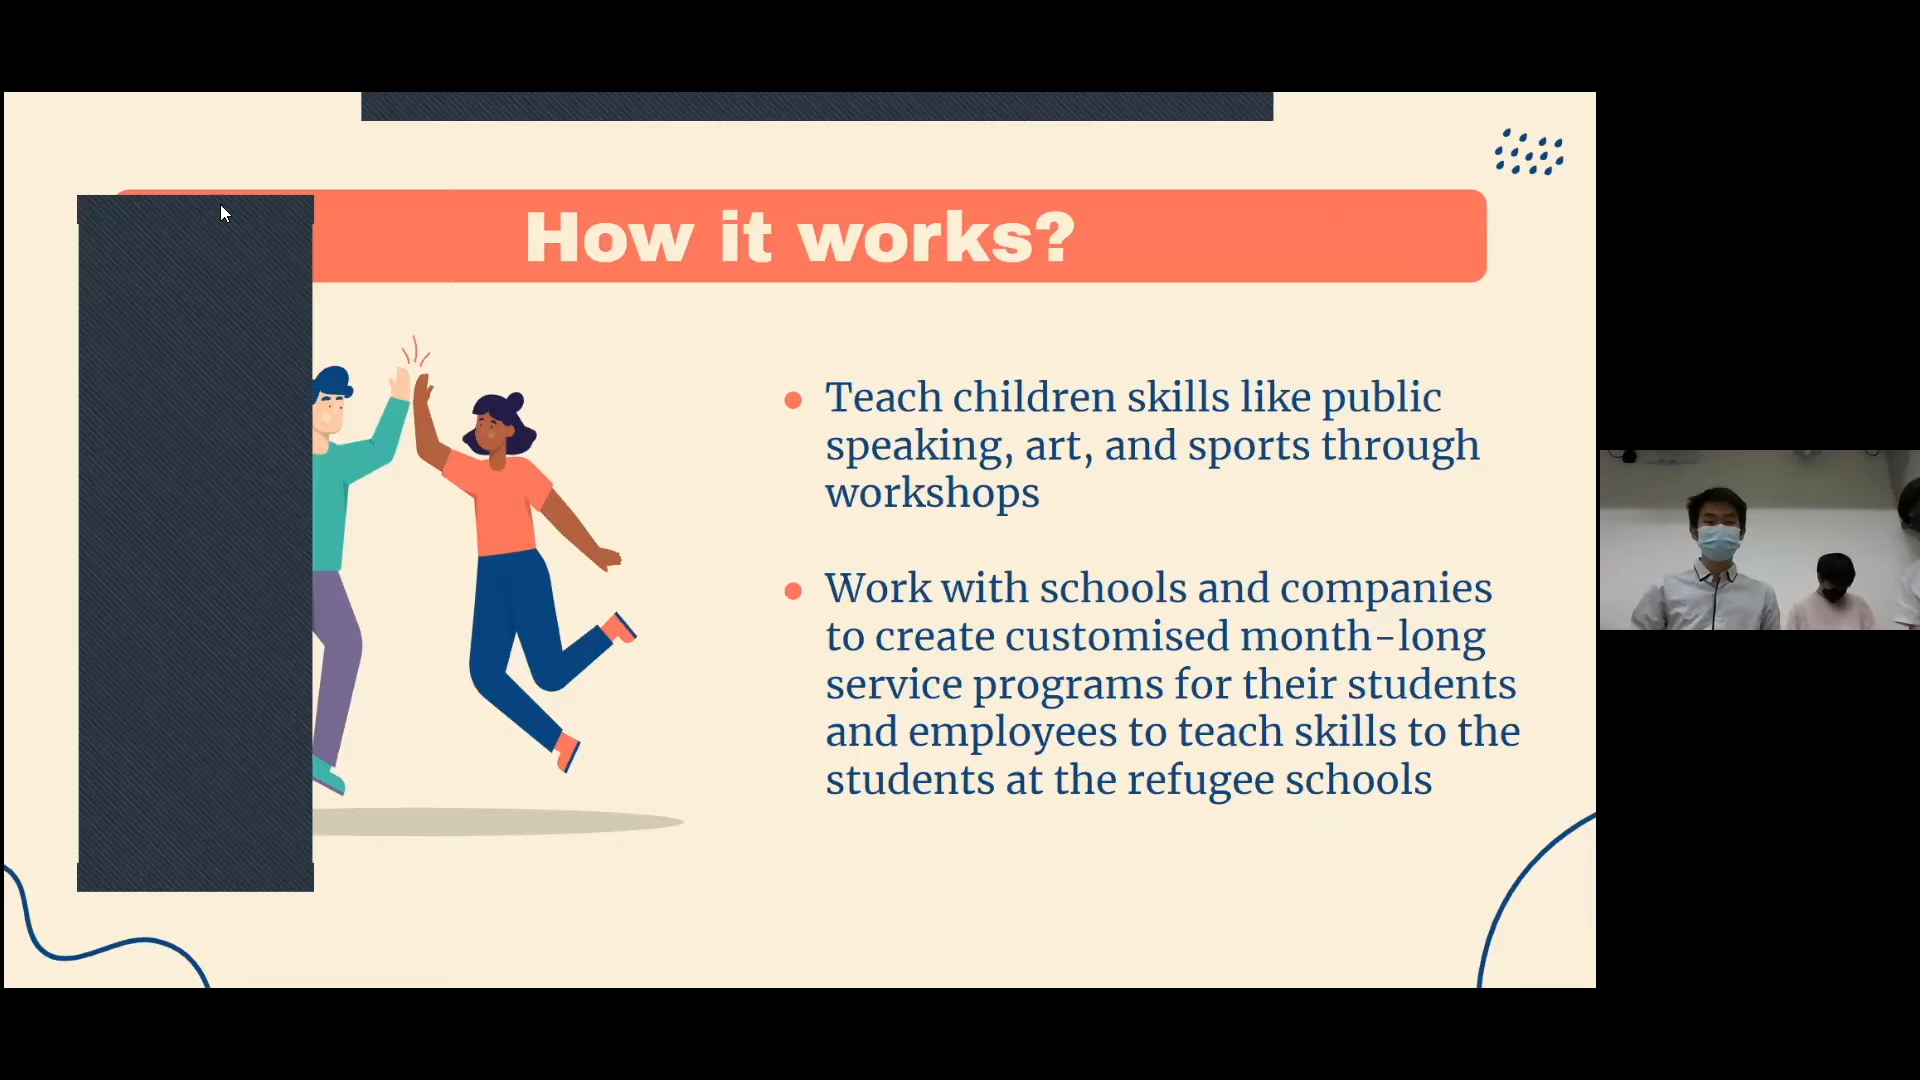 How it works?
Teach children skills like public
speaking, art, and sports through
workshops
Work with schools and companies
to create customised month-long
service programs for their students
and employees to teach skills to the
students at the refugee schools